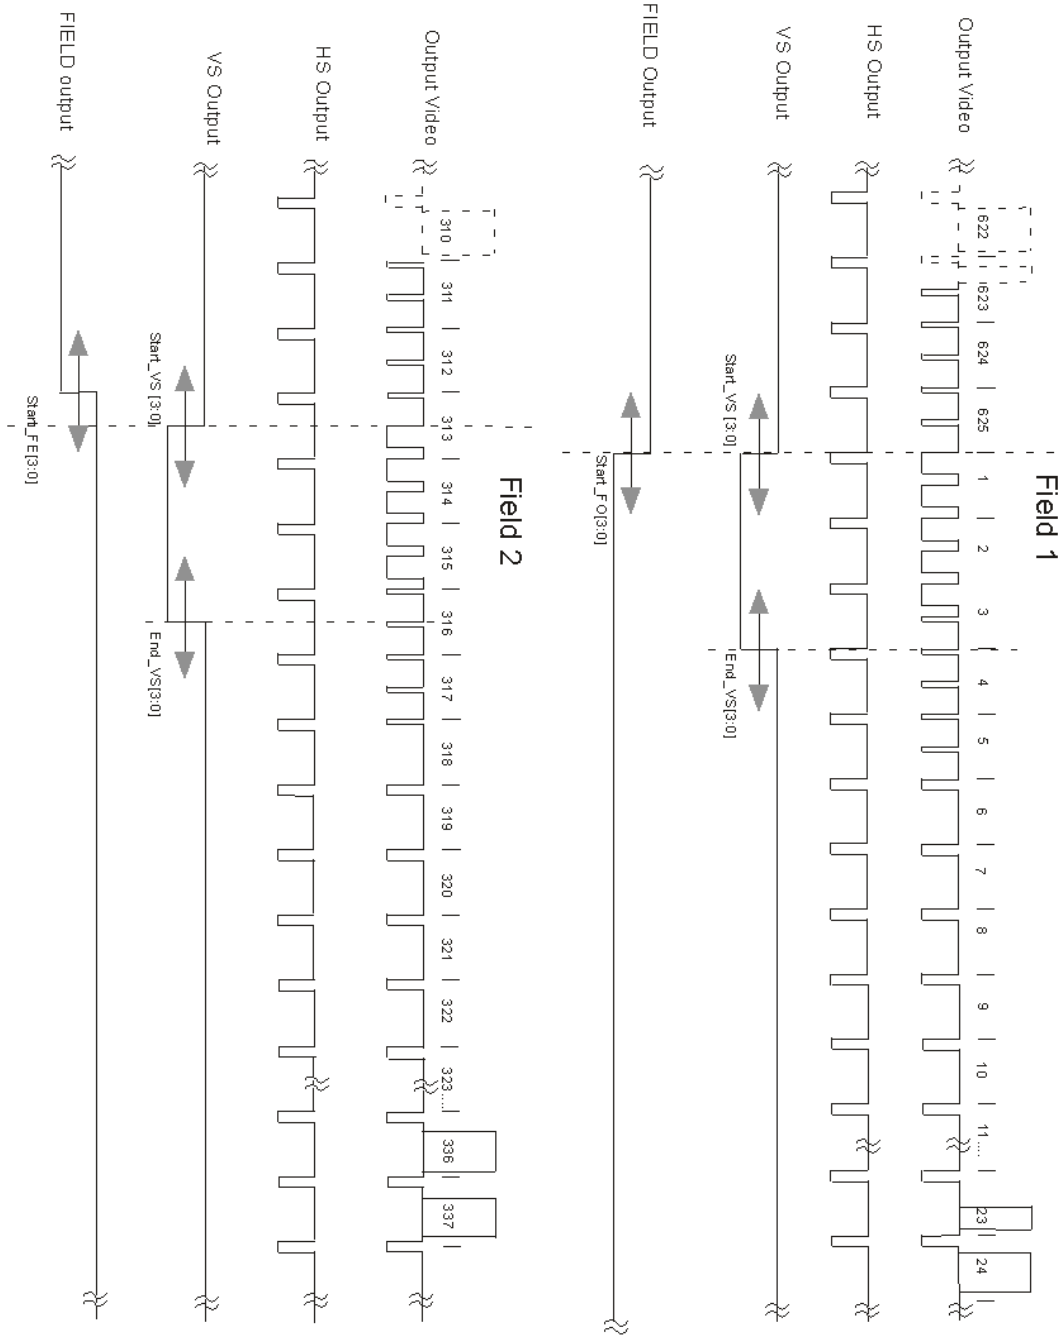 Field 1
Output Video
622
623
624
625
1
2
3
4
5
6
7
8
9
10
11....
23
24
HS Output
VS Output
Start_VS [3:0]
End_VS[3:0]
FIELD Output
Start_FO[3:0]
Field 2
Output Video
310
311
312
313
314
315
316
317
318
319
320
321
322
323....
336
337
HS Output
VS Output
Start_VS [3:0]
End_VS[3:0]
FIELD output
Start_FE[3:0]